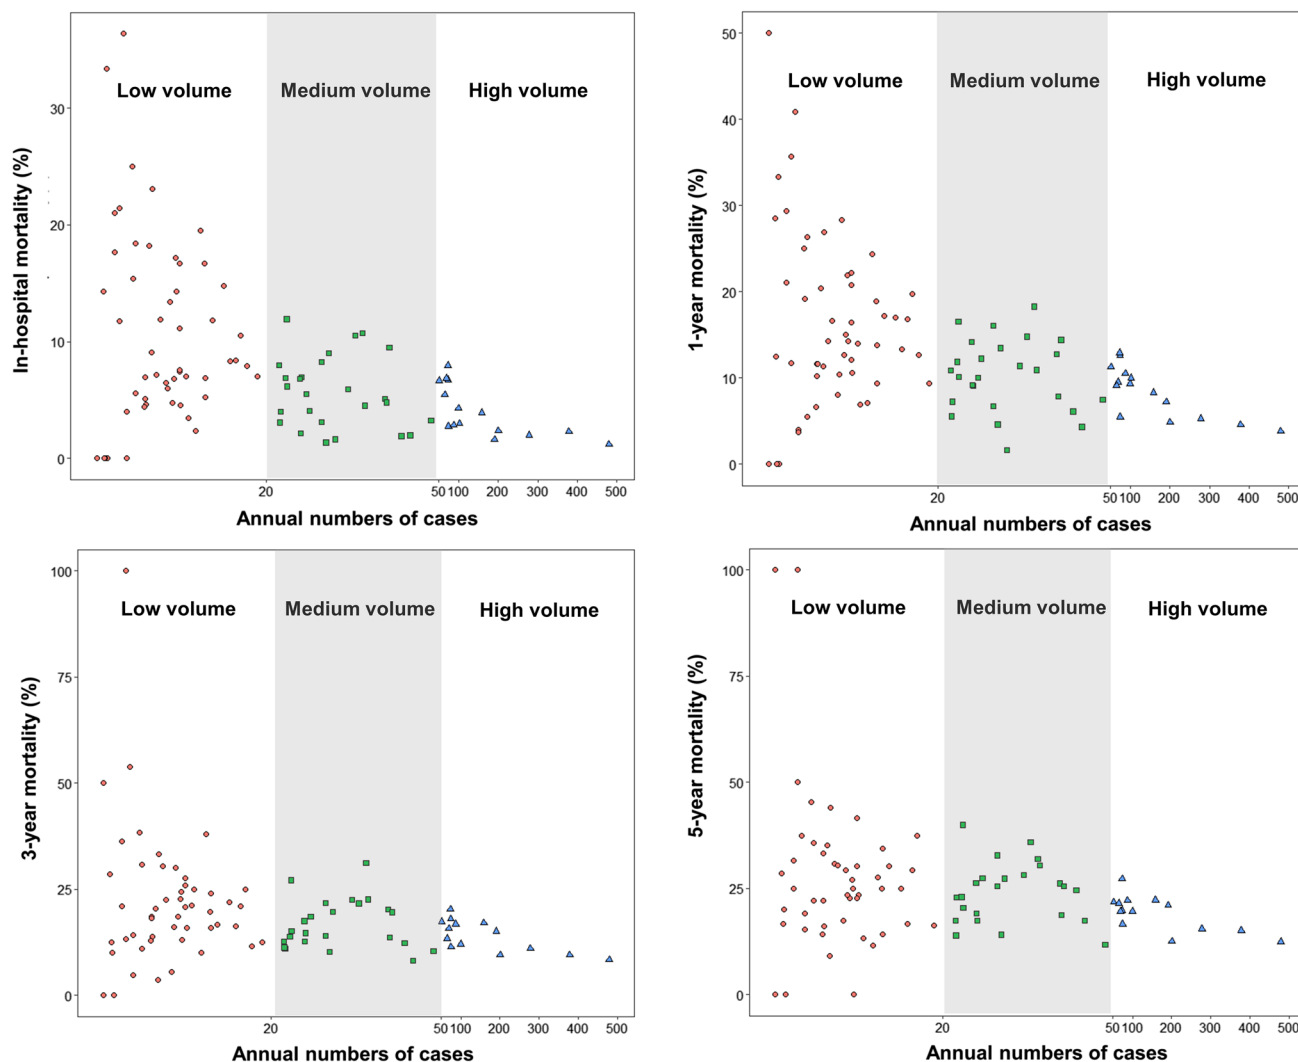 Low volume
Medium volume
High volume
In-hospital mortality (%)
30
20
10
0
20
50
100
200
300
400
500
Annual numbers of cases
Low volume
Medium volume
High volume
1-year mortality (%)
50
40
30
20
10
0
20
50
100
200
300
400
500
Annual numbers of cases
Low volume
Medium volume
High volume
3-year mortality (%)
100
75
50
25
0
20
50
100
200
300
400
500
Annual numbers of cases
Low volume
Medium volume
High volume
5-year mortality (%)
100
75
50
25
0
20
50
100
200
300
400
500
Annual numbers of cases